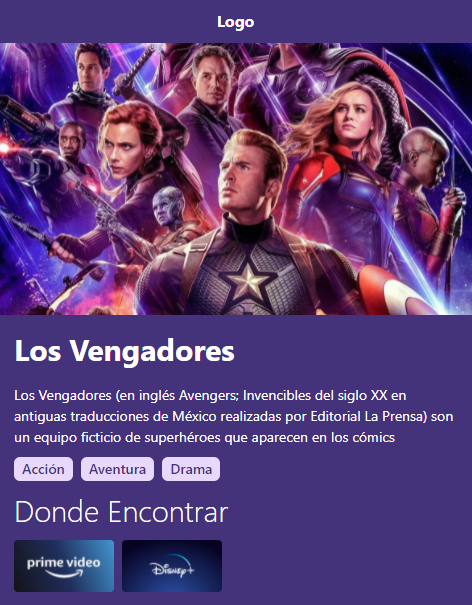 Logo
Los Vengadores
Los Vengadores (en inglés Avengers; Invencibles del siglo XX en
antiguas traducciones de México realizadas por Editorial La Prensa) son
un equipo ficticio de superhéroes que aparecen en los cómics
Acción Aventura Drama
Donde Encontrar
prime video Disney+